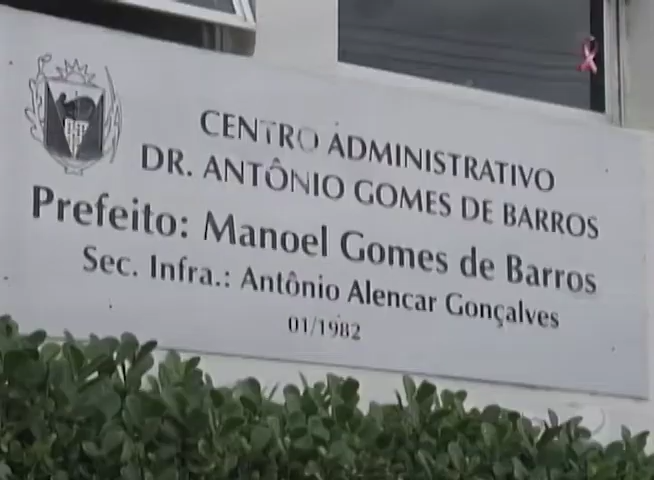 CENTRO ADMINISTRATIVO
DR. ANTÔNIO GOMES DE BARROS
Prefeito: Manoel Gomes de Barros
Sec. Infra.: Antônio Alencar Gonçalves
01/1982